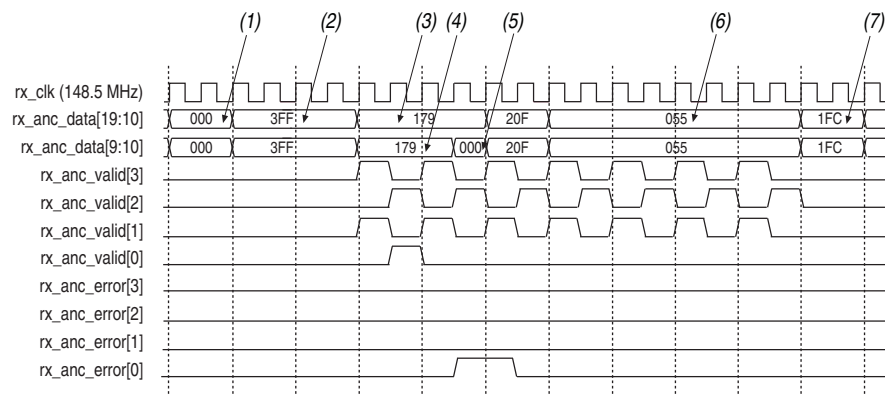 (1) (2) (3) (4) (5) (6) (7)
rx_clk (148.5 MHz)
rx_anc_data[19:10] 000 3FF 179 20F 055 1FC
rx_anc_data[9:10] 000 3FF 179 000 20F 055 1FC
rx_anc_valid[3]
rx_anc_valid[2]
rx_anc_valid[1]
rx_anc_valid[0]
rx_anc_error[3]
rx_anc_error[2]
rx_anc_error[1]
rx_anc_error[0]